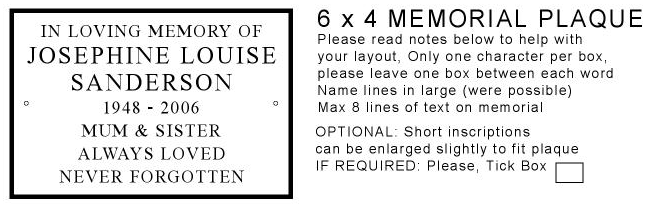 IN LOVING MEMORY OF
JOSEPHINE LOUISE
SANDERSON
1948 - 2006
MUM & SISTER
ALWAYS LOVED
NEVER FORGOTTEN
6 x 4 MEMORIAL PLAQUE
Please read notes below to help with
your layout, Only one character per box,
please leave one box between each word
Name lines in large (were possible)
Max 8 lines of text on memorial
OPTIONAL: Short inscriptions
can be enlarged slightly to fit plaque
IF REQUIRED: Please, Tick Box